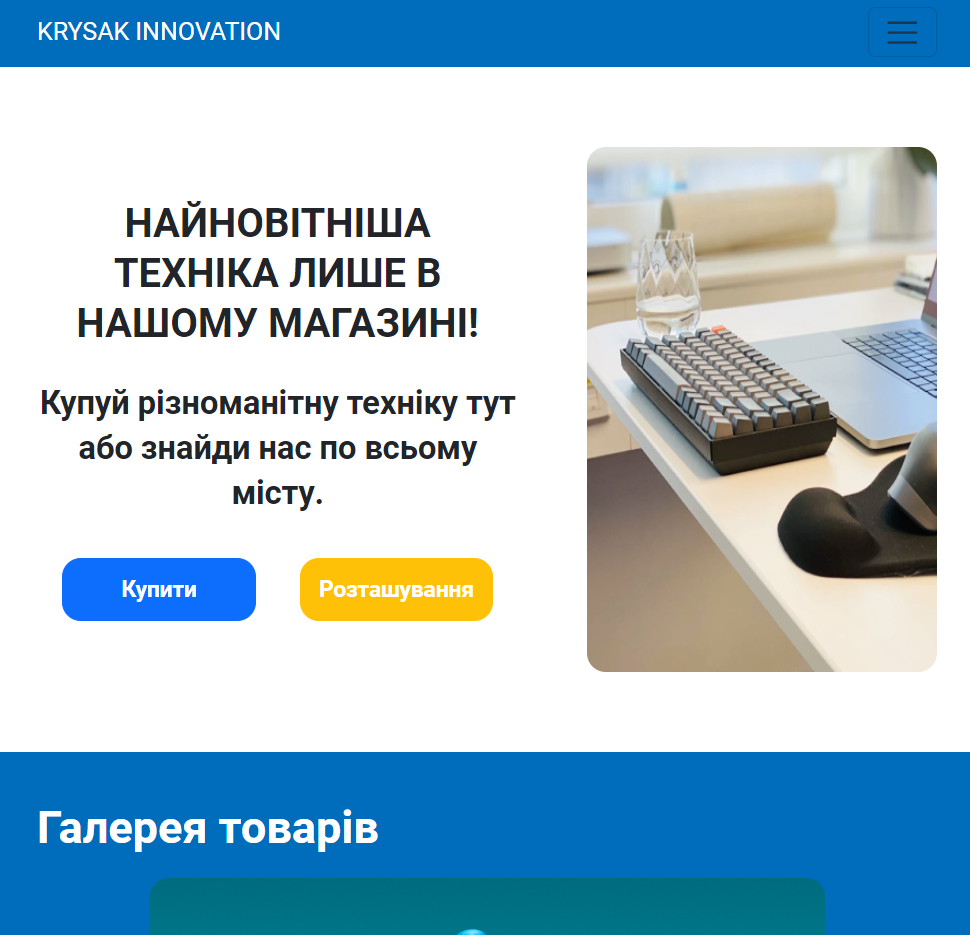 KRYSAK INNOVATION
НАЙНОВІТНІША
ТЕХНІКА ЛИШЕ В
НАШОМУ МАГАЗИНІ!
Купуй різноманітну техніку тут
або знайди нас по всьому
місту.
Купити
Розташування
Галерея товарів